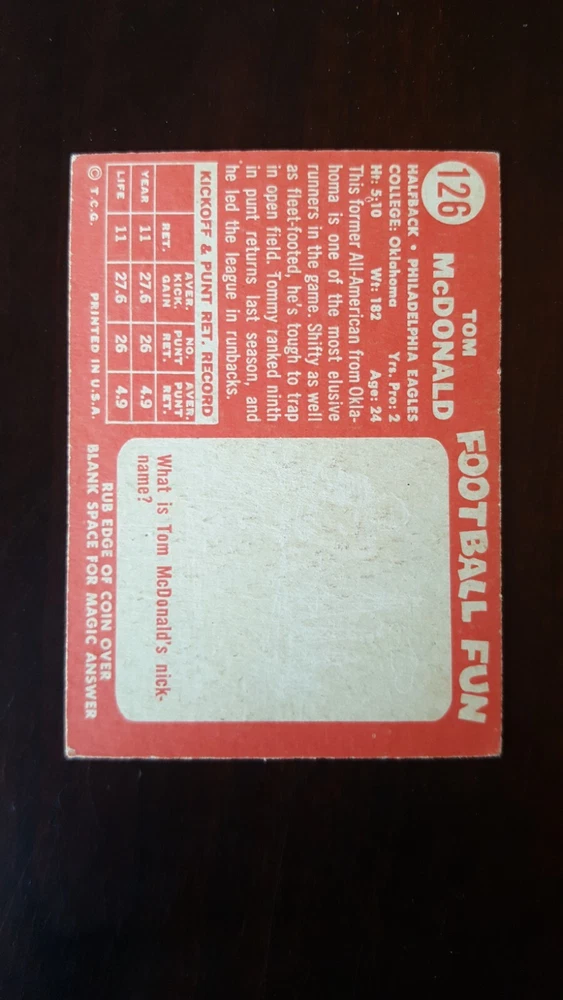 126
TOM
McDONALD
HALFBACK • PHILADELPHIA EAGLES
COLLEGE: Oklahoma Yrs. Pro: 2
Ht: 5;10 Wt: 182 Age: 24
This former All-American from Okla-
homa is one of the most elusive
runners in the game. Shifty as well
as fleet-footed, he's tough to trap
in open field. Tommy ranked ninth
in punt returns last season, and
he led the league in runbacks.
KICKOFF & PUNT RET. RECORD
RET. AVER. KICK. GAIN NO. PUNT RET. AVER. PUNT RET.
YEAR 11 27.6 26 4.9
LIFE 11 27.6 26 4.9
© T.C.G. PRINTED IN U.S.A.
FOOTBALL FUN
What is Tom McDonald's nick-
name?
RUB EDGE OF COIN OVER
BLANK SPACE FOR MAGIC ANSWER